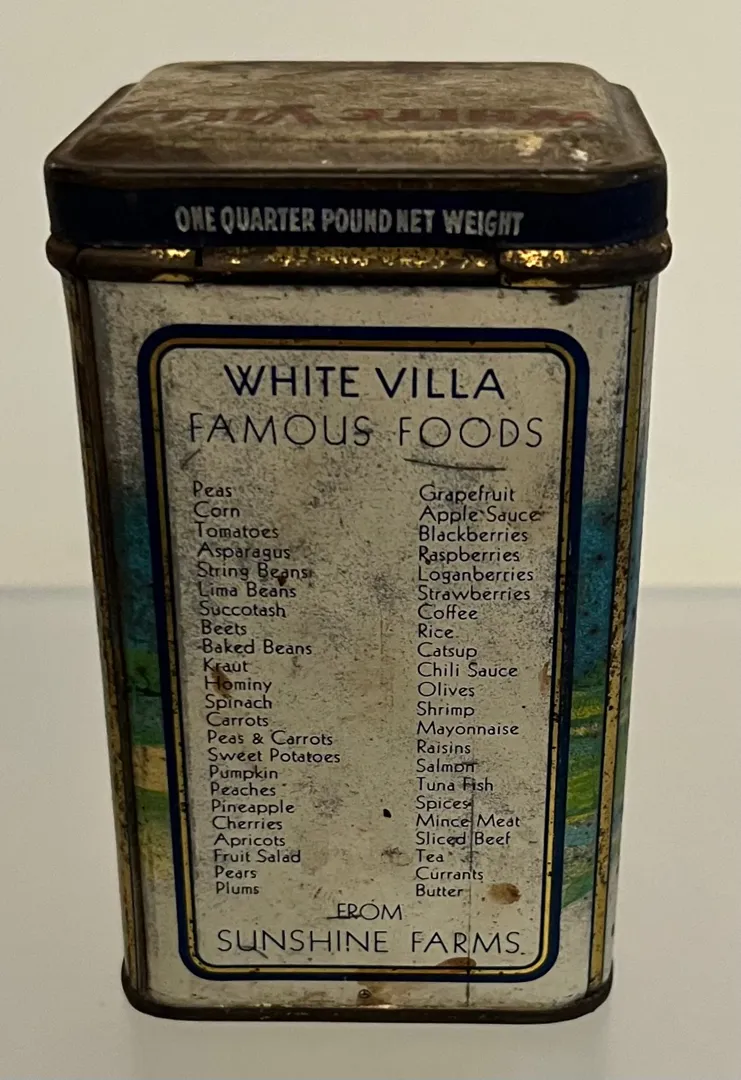 WHITE VILLA
ONE QUARTER POUND NET WEIGHT
WHITE VILLA
FAMOUS FOODS
Peas
Corn
Tomatoes
Asparagus
String Beans
Lima Beans
Succotash
Beets
Baked Beans
Kraut
Hominy
Spinach
Carrots
Peas & Carrots
Sweet Potatoes
Pumpkin
Peaches
Pineapple
Cherries
Apricots
Fruit Salad
Pears
Plums
Grapefruit
Apple Sauce
Blackberries
Raspberries
Loganberries
Strawberries
Coffee
Rice
Catsup
Chili Sauce
Olives
Shrimp
Mayonnaise
Raisins
Salmon
Tuna Fish
Spices
Mince Meat
Sliced Beef
Tea
Currants
Butter
FROM
SUNSHINE FARMS